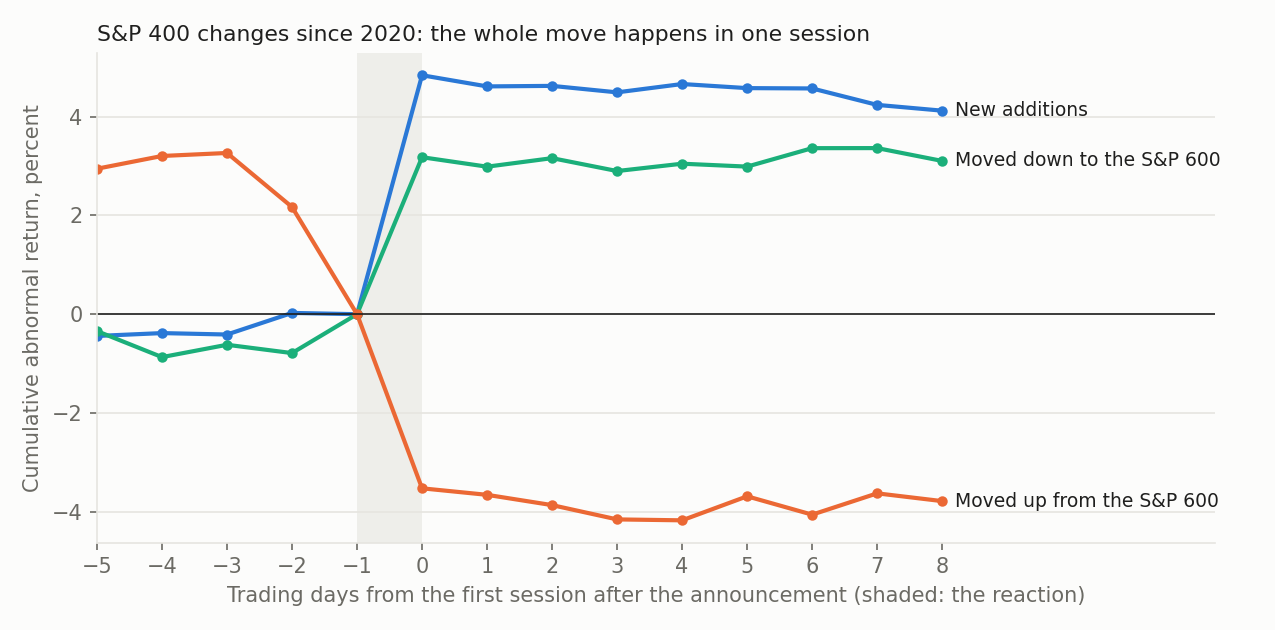 S&P 400 changes since 2020: the whole move happens in one session
Cumulative abnormal return, percent
4
2
0
−2
−4
New additions
Moved down to the S&P 600
Moved up from the S&P 600
−5 −4 −3 −2 −1 0 1 2 3 4 5 6 7 8
Trading days from the first session after the announcement (shaded: the reaction)